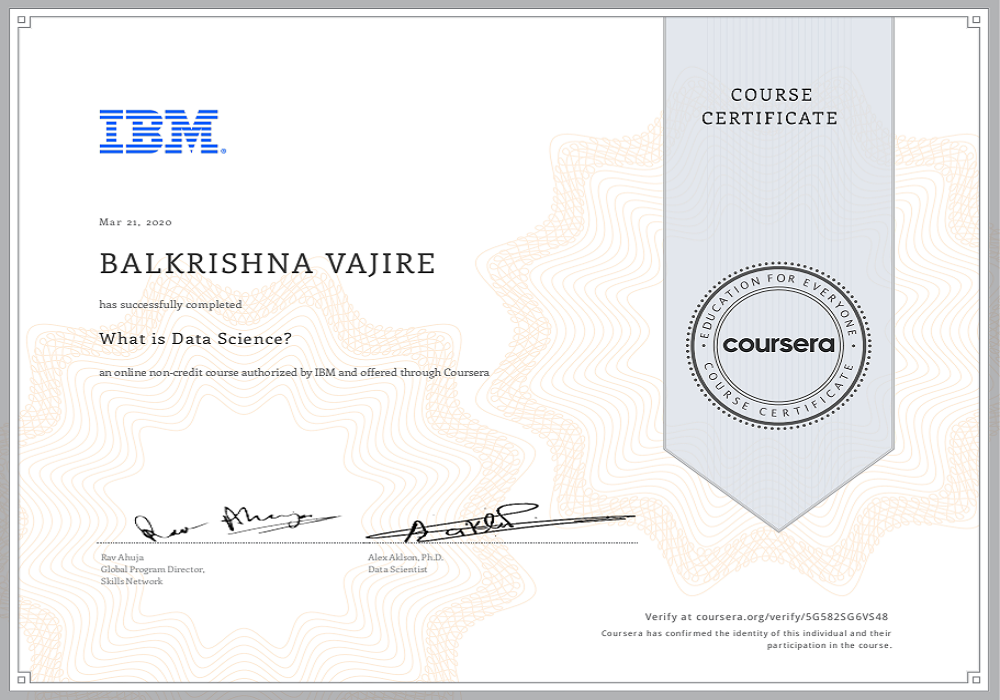 IBM®
Mar 21, 2020
BALKRISHNA VAJIRE
has successfully completed
What is Data Science?
an online non-credit course authorized by IBM and offered through Coursera
COURSE
CERTIFICATE
EDUCATION FOR EVERYONE
coursera
COURSE CERTIFICATE
Rav Ahuja
Rav Ahuja
Global Program Director,
Skills Network
Alex Aklson, Ph.D.
Data Scientist
Verify at coursera.org/verify/5G582SG6VS48
Coursera has confirmed the identity of this individual and their
participation in the course.